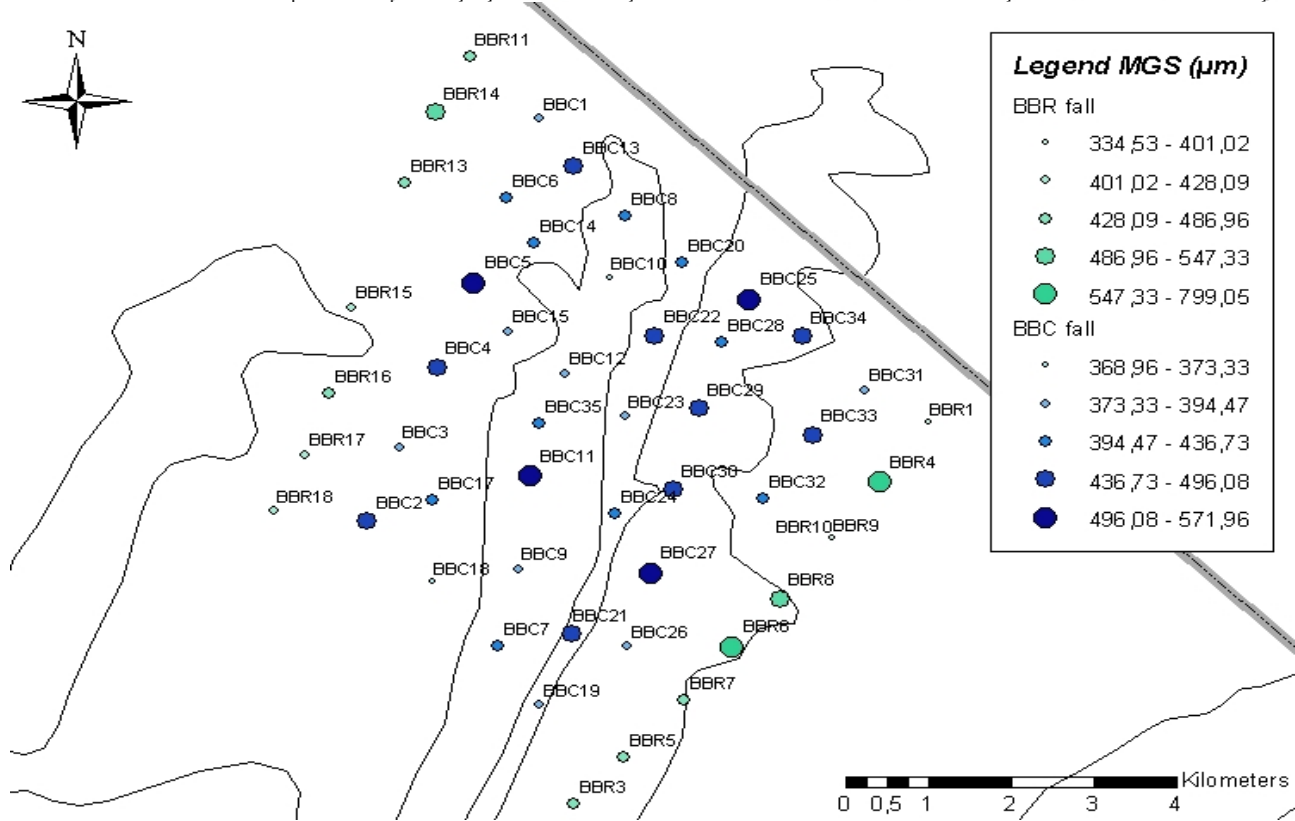 N
BBR11
BBR14
BBC1
BBC13
BBR13
BBC6
BBC8
BBC14
BBC20
BBC5
BBC10
BBC25
BBR15
BBC15
BBC22
BBC28
BBC34
BBC4
BBC12
BBR16
BBC31
BBC29
BBC35
BBC23
BBR1
BBR17
BBC3
BBC33
BBC11
BBC30
BBR4
BBR18
BBC2
BBC17
BBC24
BBC32
BBR10
BBR9
BBC18
BBC9
BBC27
BBR8
BBC7
BBC21
BBC26
BBR6
BBC19
BBR7
BBR5
BBR3
Legend MGS (µm)
BBR fall
334,53 - 401,02
401,02 - 428,09
428,09 - 486,96
486,96 - 547,33
547,33 - 799,05
BBC fall
368,96 - 373,33
373,33 - 394,47
394,47 - 436,73
436,73 - 496,08
496,08 - 571,96
Kilometers
0 0,5 1 2 3 4